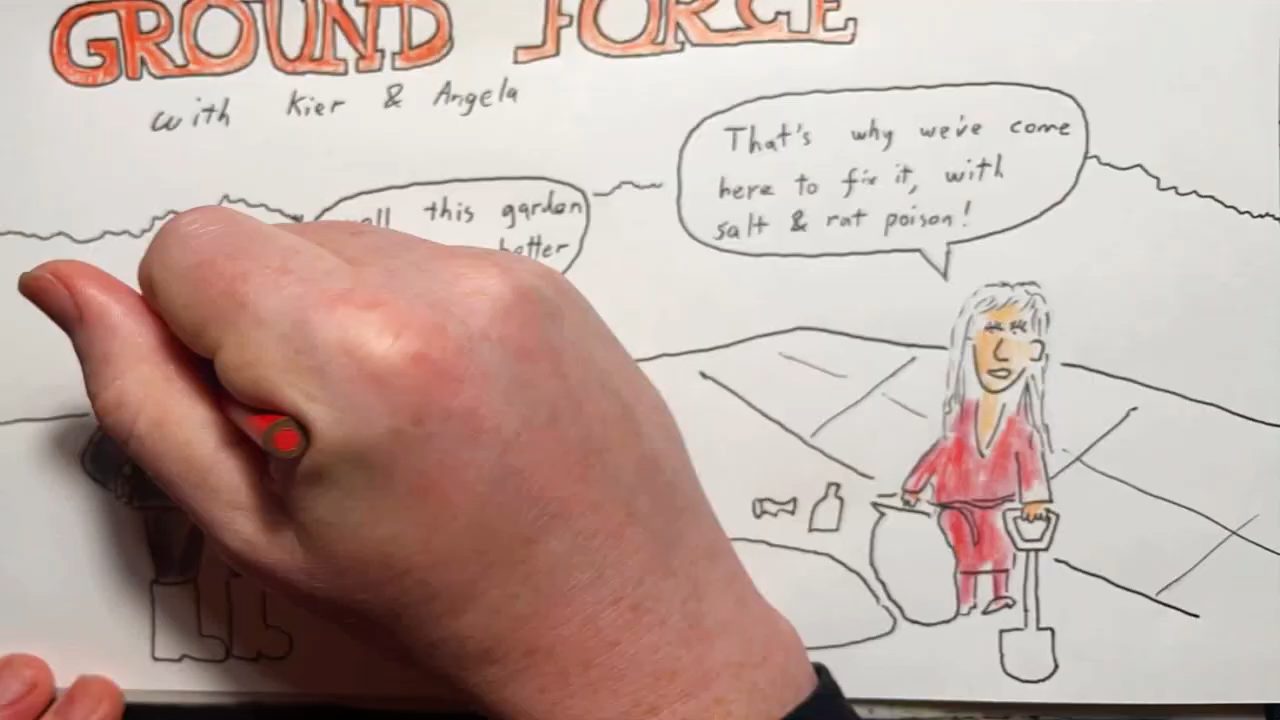 GROUND FORCE
with Kier & Angela
all this garden
better
That's why we've come
here to fix it, with
salt & rat poison!